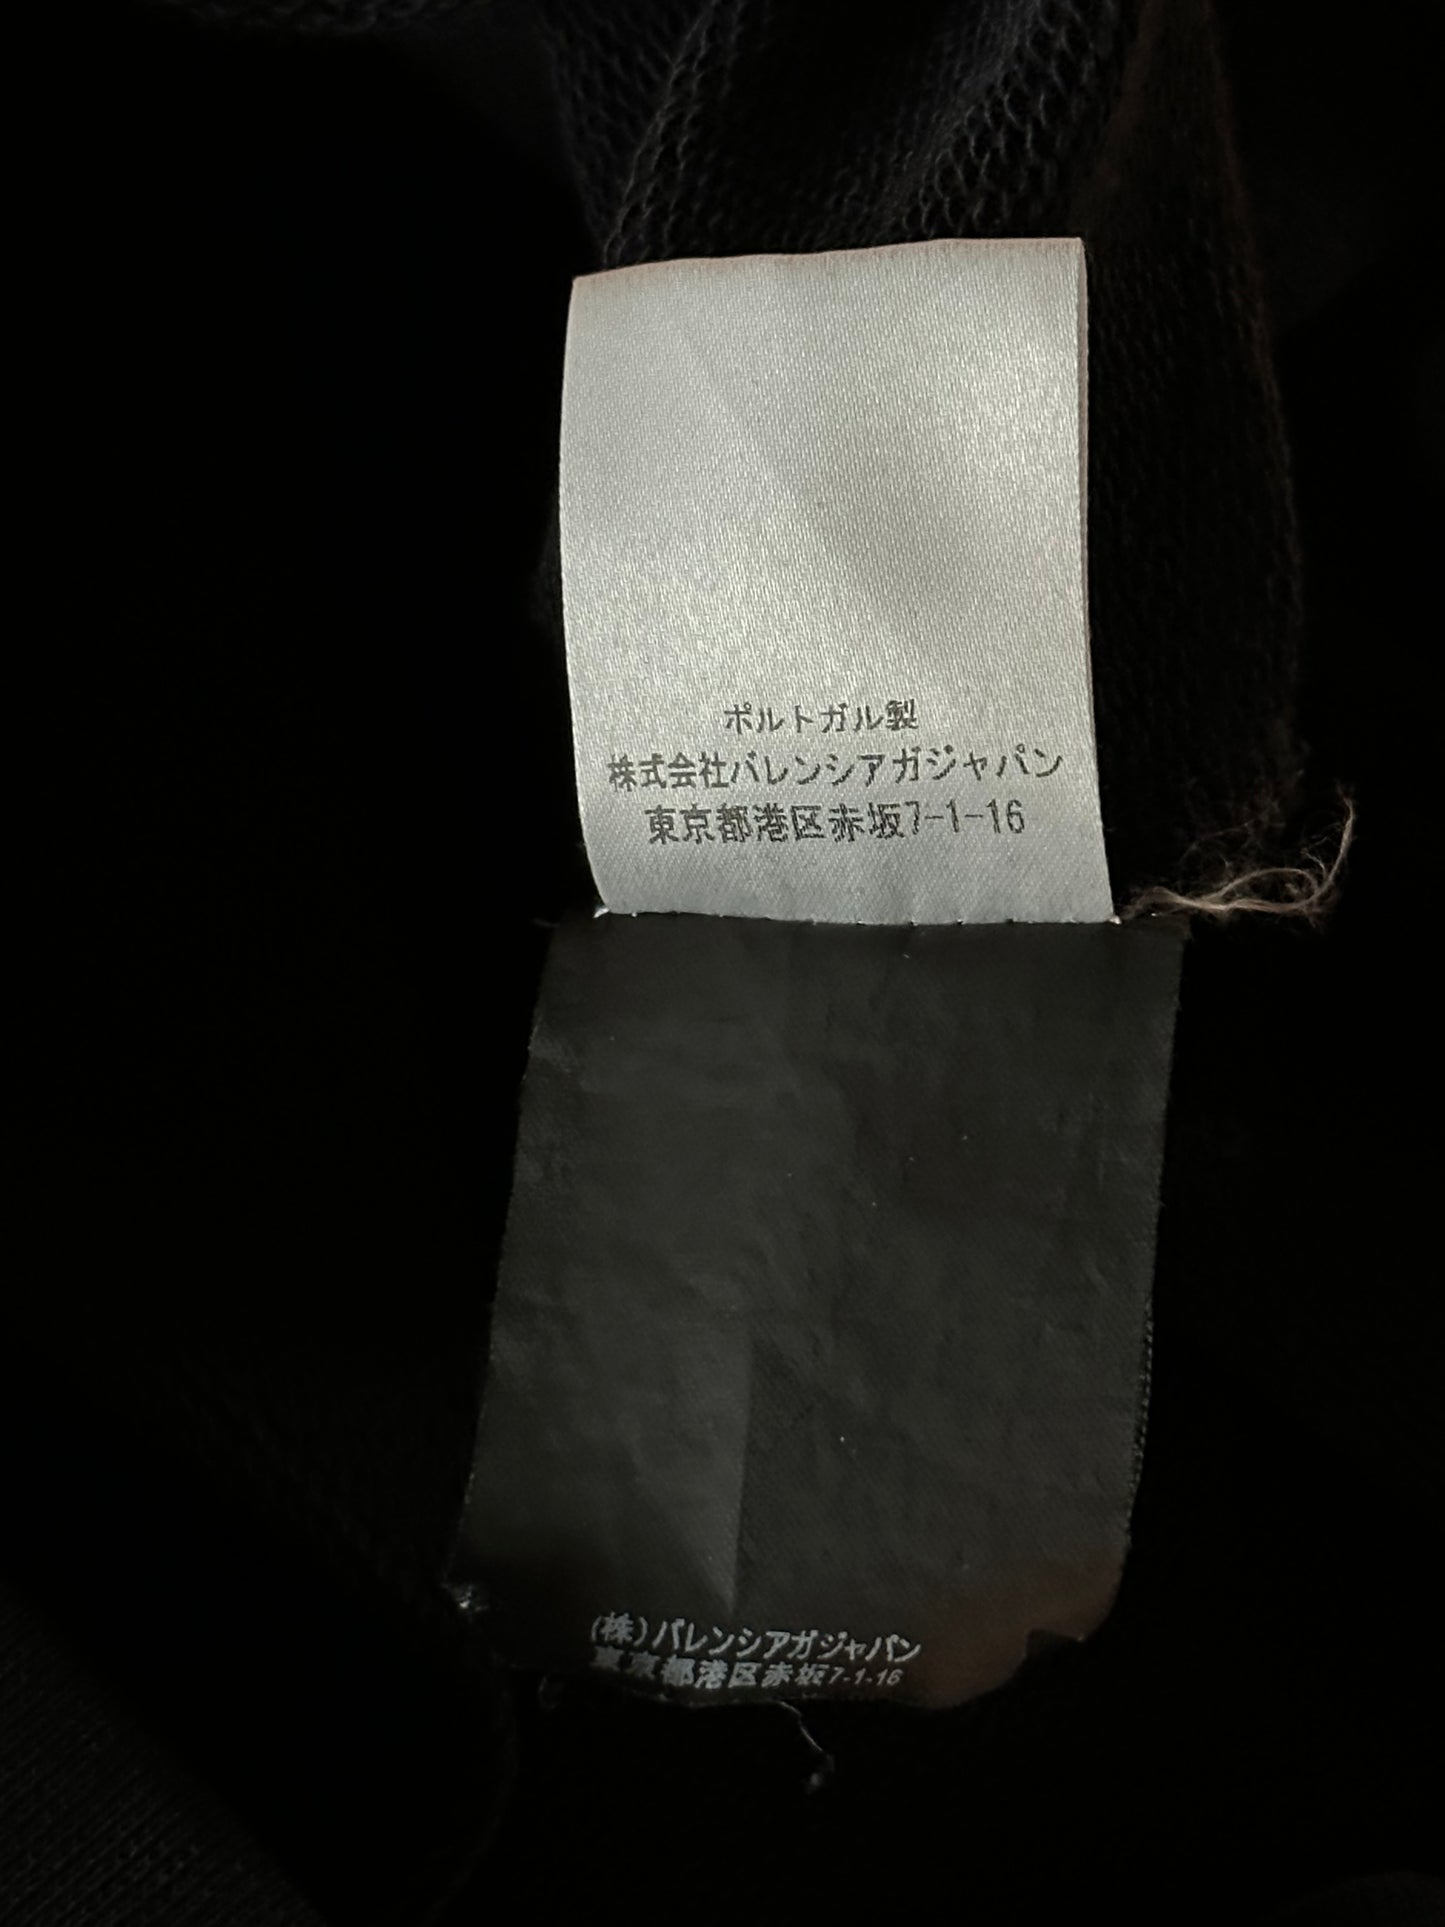 ポルトガル製
株式会社バレンシアガジャパン
東京都港区赤坂7-1-16
(株)バレンシアガジャパン
東京都港区赤坂7-1-16